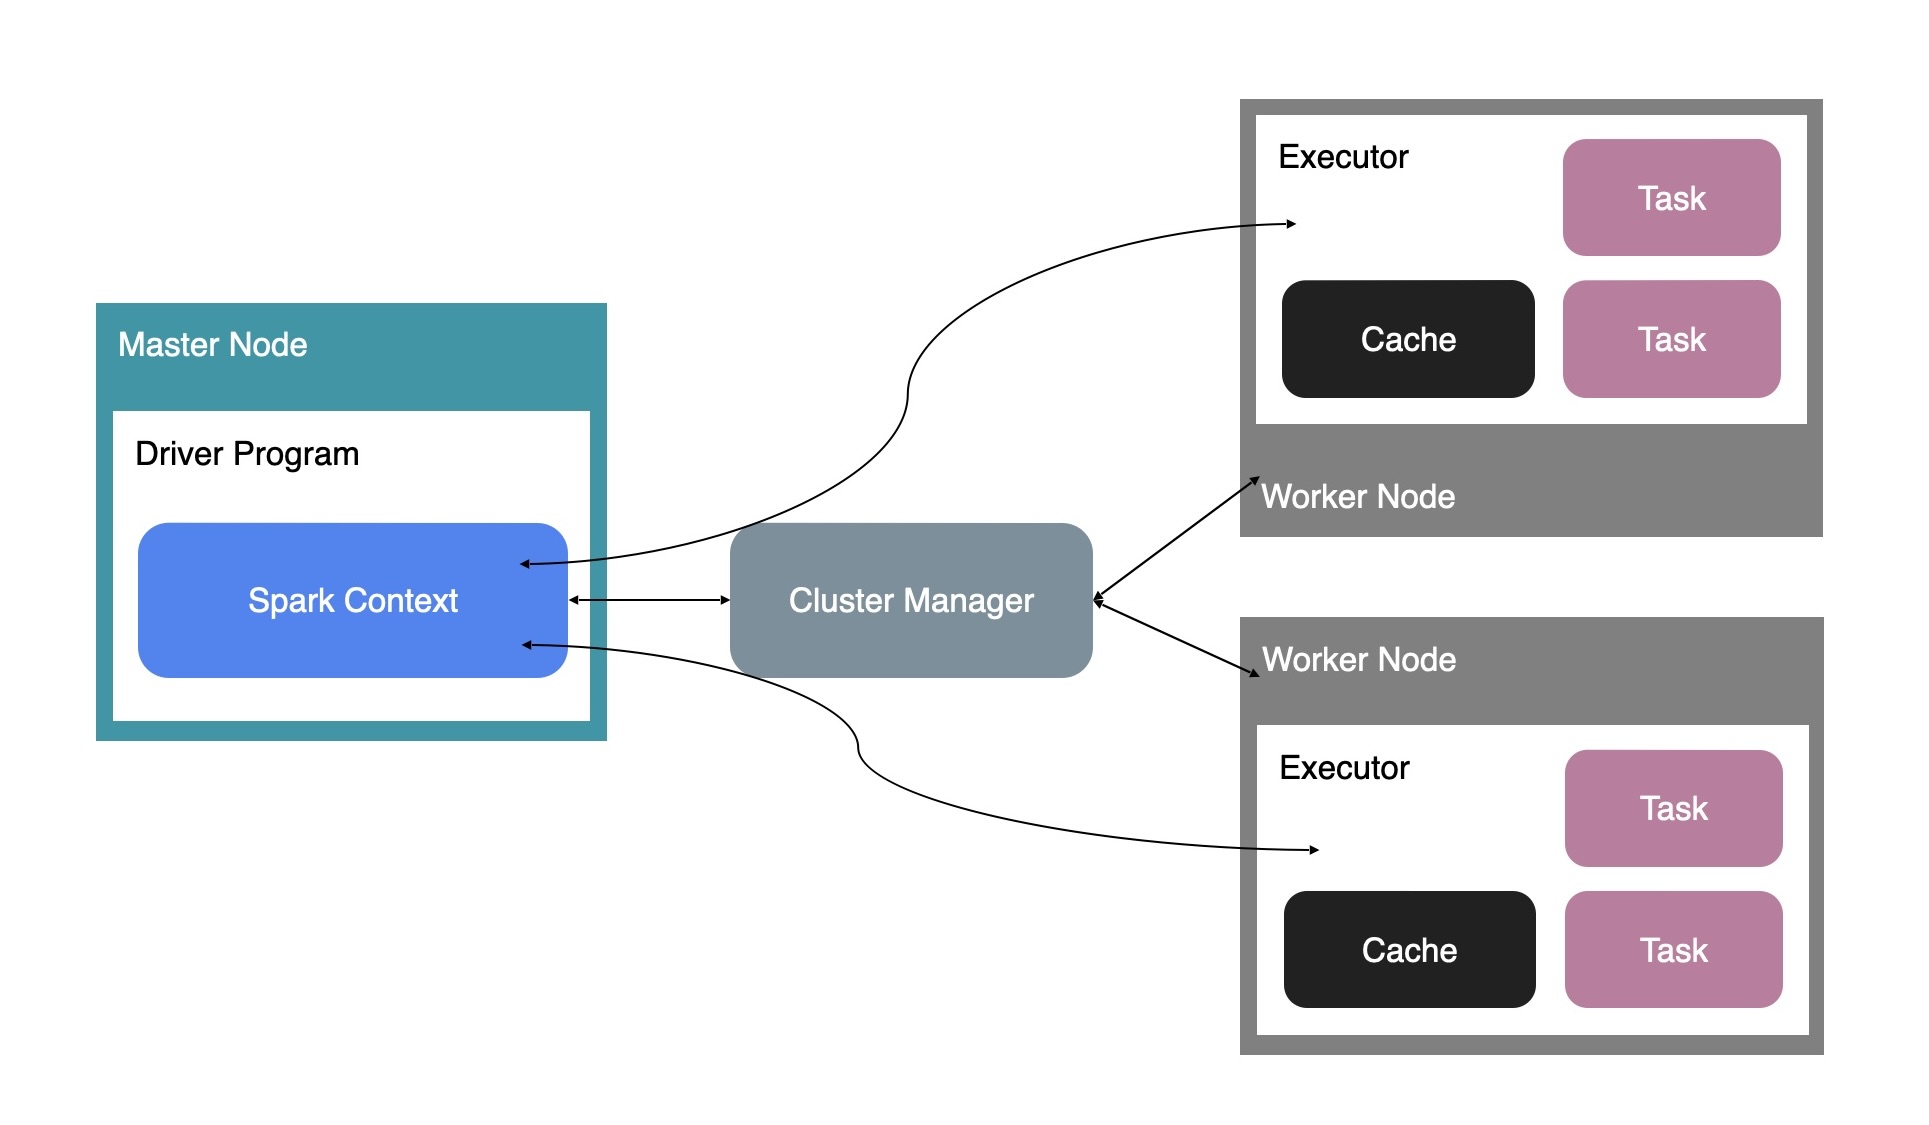 Master Node
Driver Program
Spark Context
Cluster Manager
Executor
Task
Cache
Task
Worker Node
Worker Node
Executor
Task
Cache
Task